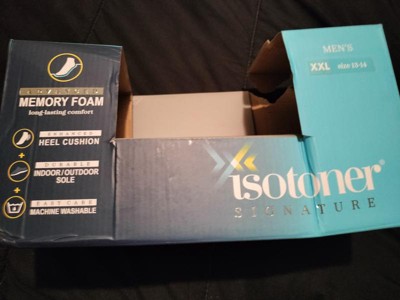 MEMORY FOAM
long-lasting comfort
ENHANCED
HEEL CUSHION
+
DURABLE
INDOOR/OUTDOOR
SOLE
+
EASY CARE
MACHINE WASHABLE
MEN'S
XXL size 13-14
isotoner®
SIGNATURE